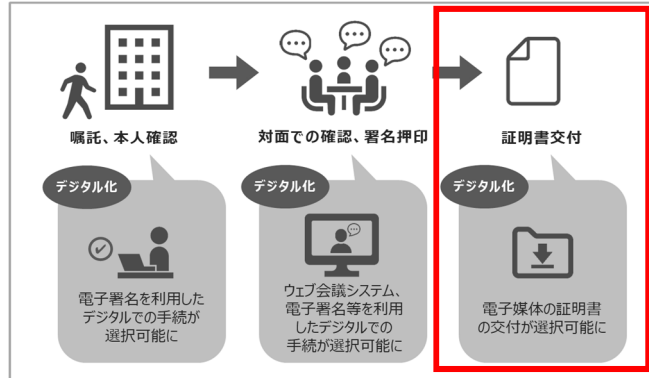 嘱託、本人確認
対面での確認、署名押印
証明書交付
デジタル化
電子署名を利用した
デジタルでの手続が
選択可能に
デジタル化
ウェブ会議システム、
電子署名等を利用
したデジタルでの
手続が選択可能に
デジタル化
電子媒体の証明書
の交付が選択可能に